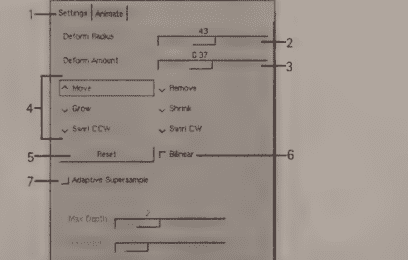 1 Settings Animate
Deform Radius 43 2
Deform Amount 0.37 3
Move Remove
4 Grow Shrink
Swirl CCW Swirl CW
5 Reset Bilinear 6
7 Adaptive Supersample
Max Depth